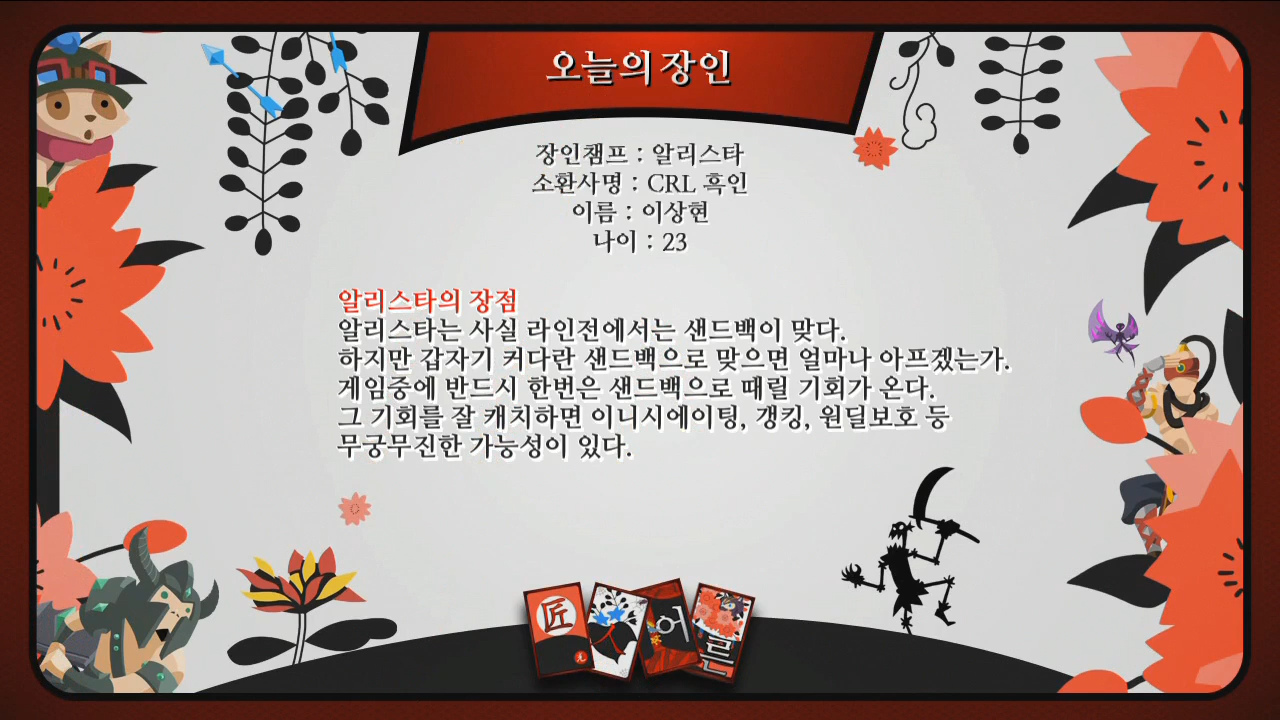 오늘의 장인
장인챔프 : 알리스타
소환사명 : CRL 흑인
이름 : 이상현
나이 : 23
알리스타의 장점
알리스타는 사실 라인전에서는 샌드백이 맞다.
하지만 갑자기 커다란 샌드백으로 맞으면 얼마나 아프겠는가.
게임중에 반드시 한번은 샌드백으로 때릴 기회가 온다.
그 기회를 잘 캐치하면 이니시에이팅, 갱킹, 원딜보호 등
무궁무진한 가능성이 있다.
匠 어른